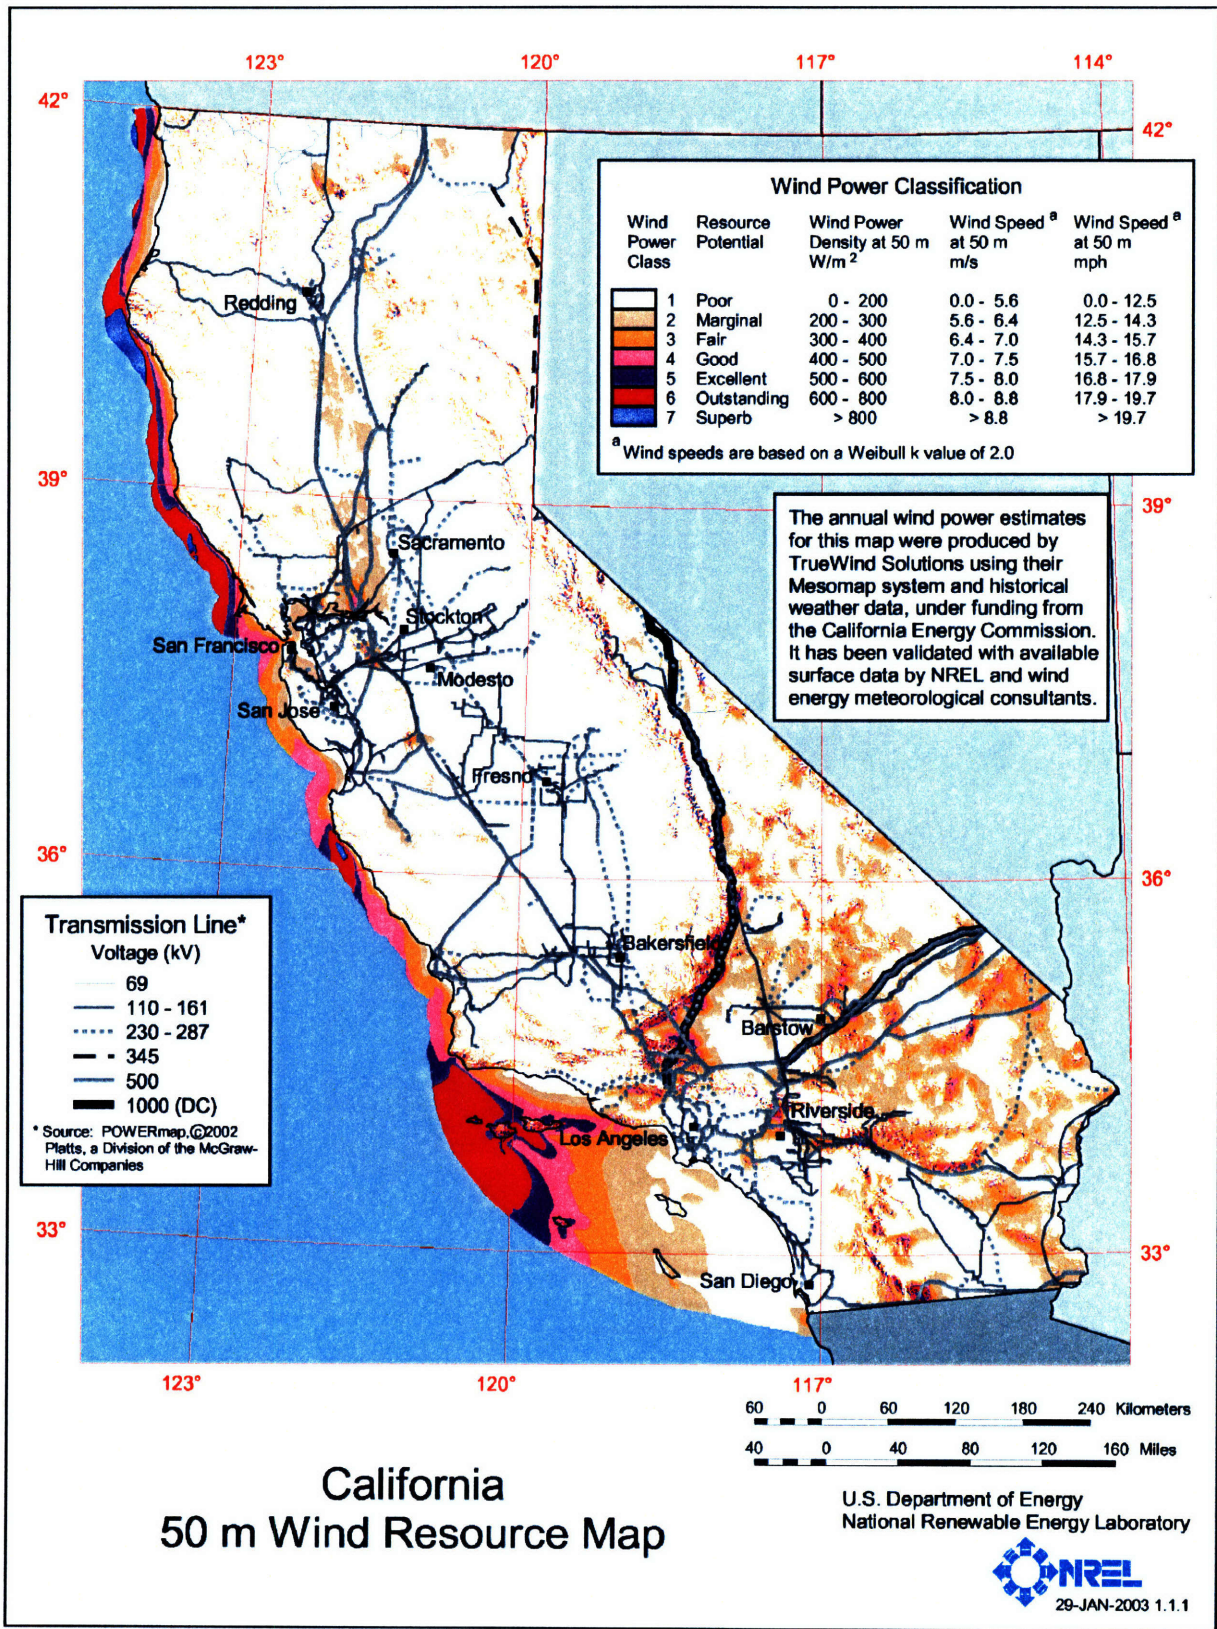 123°
120°
117°
114°
42°
42°
Wind Power Classification
Wind Power Class
Resource Potential
Wind Power Density at 50 m W/m 2
Wind Speed a at 50 m m/s
Wind Speed a at 50 m mph
1 Poor 0 - 200 0.0 - 5.6 0.0 - 12.5
2 Marginal 200 - 300 5.6 - 6.4 12.5 - 14.3
3 Fair 300 - 400 6.4 - 7.0 14.3 - 15.7
4 Good 400 - 500 7.0 - 7.5 15.7 - 16.8
5 Excellent 500 - 600 7.5 - 8.0 16.8 - 17.9
6 Outstanding 600 - 800 8.0 - 8.8 17.9 - 19.7
7 Superb > 800 > 8.8 > 19.7
a Wind speeds are based on a Weibull k value of 2.0
Redding
39°
39°
The annual wind power estimates
for this map were produced by
TrueWind Solutions using their
Mesomap system and historical
weather data, under funding from
the California Energy Commission.
It has been validated with available
surface data by NREL and wind
energy meteorological consultants.
Sacramento
Stockton
San Francisco
Modesto
San Jose
Fresno
36°
36°
Transmission Line*
Voltage (kV)
69
110 - 161
230 - 287
345
500
1000 (DC)
* Source: POWERmap, ©2002
Platts, a Division of the McGraw-
Hill Companies
Bakersfield
Barstow
Riverside
Los Angeles
33°
33°
San Diego
123°
120°
117°
60 0 60 120 180 240 Kilometers
40 0 40 80 120 160 Miles
California
50 m Wind Resource Map
U.S. Department of Energy
National Renewable Energy Laboratory
NREL
29-JAN-2003 1.1.1